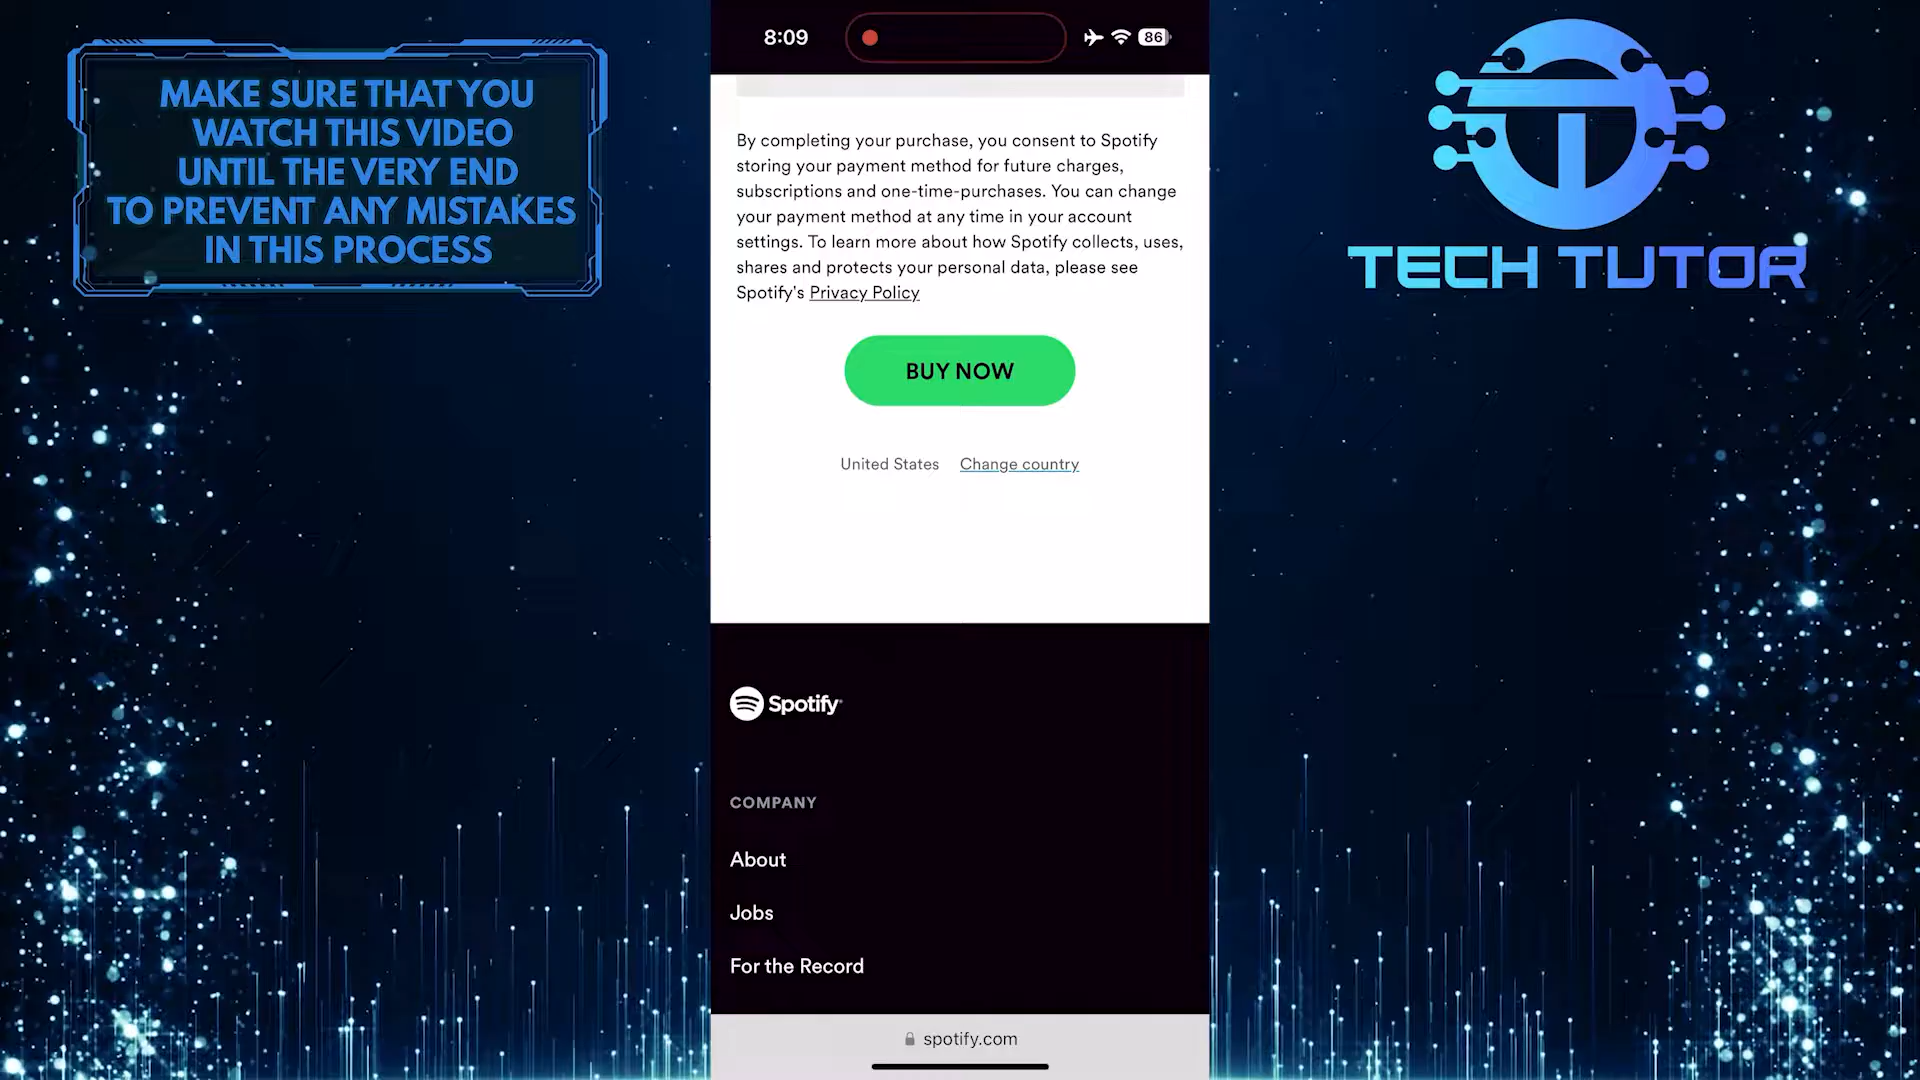 MAKE SURE THAT YOU
WATCH THIS VIDEO
UNTIL THE VERY END
TO PREVENT ANY MISTAKES
IN THIS PROCESS
8:09
86
By completing your purchase, you consent to Spotify
storing your payment method for future charges,
subscriptions and one-time-purchases. You can change
your payment method at any time in your account
settings. To learn more about how Spotify collects, uses,
shares and protects your personal data, please see
Spotify's Privacy Policy
BUY NOW
United States Change country
Spotify
COMPANY
About
Jobs
For the Record
spotify.com
TECH TUTOR